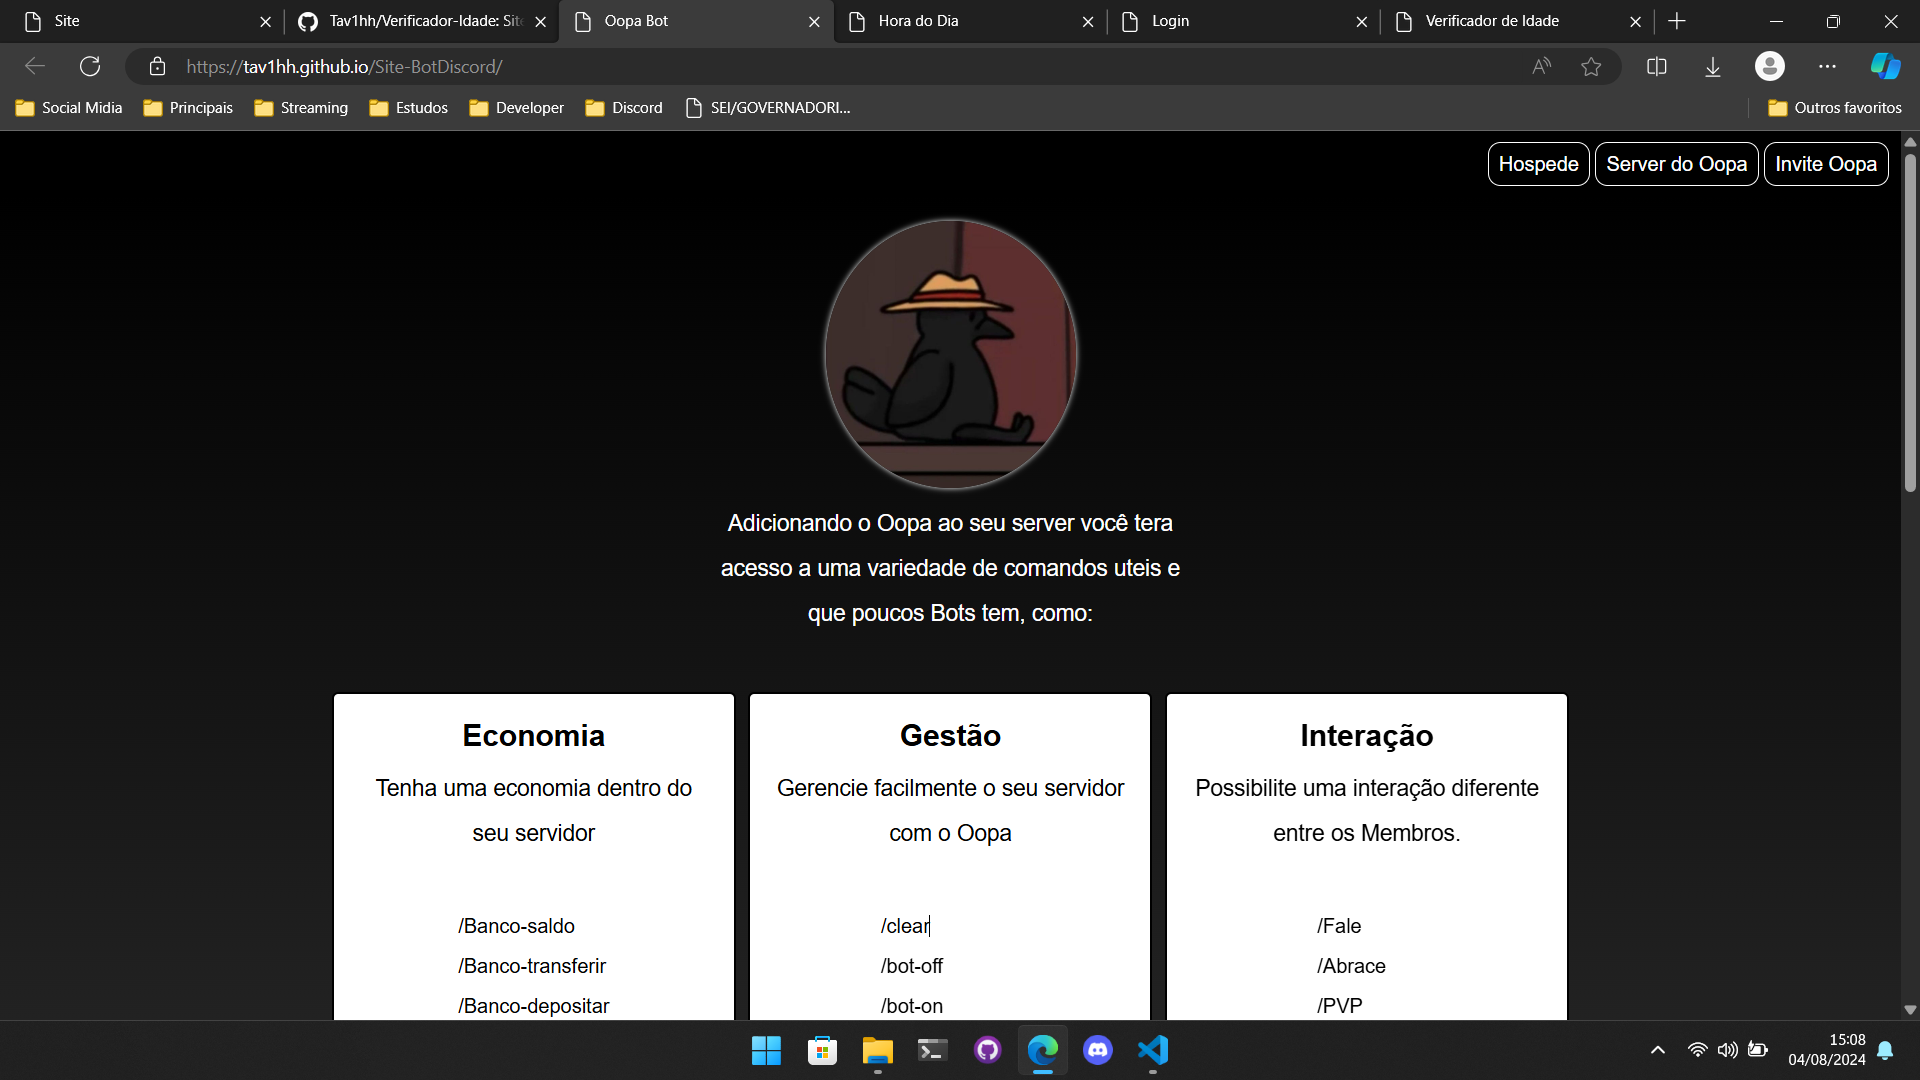 Site
Tav1hh/Verificador-Idade: Site
Oopa Bot
Hora do Dia
Login
Verificador de Idade
https://tav1hh.github.io/Site-BotDiscord/
Social Midia
Principais
Streaming
Estudos
Developer
Discord
SEI/GOVERNADORI...
Outros favoritos
Hospede
Server do Oopa
Invite Oopa
Adicionando o Oopa ao seu server você tera
acesso a uma variedade de comandos uteis e
que poucos Bots tem, como:
Economia
Tenha uma economia dentro do
seu servidor
/Banco-saldo
/Banco-transferir
/Banco-depositar
Gestão
Gerencie facilmente o seu servidor
com o Oopa
/clear
/bot-off
/bot-on
Interação
Possibilite uma interação diferente
entre os Membros.
/Fale
/Abrace
/PVP
15:08
04/08/2024